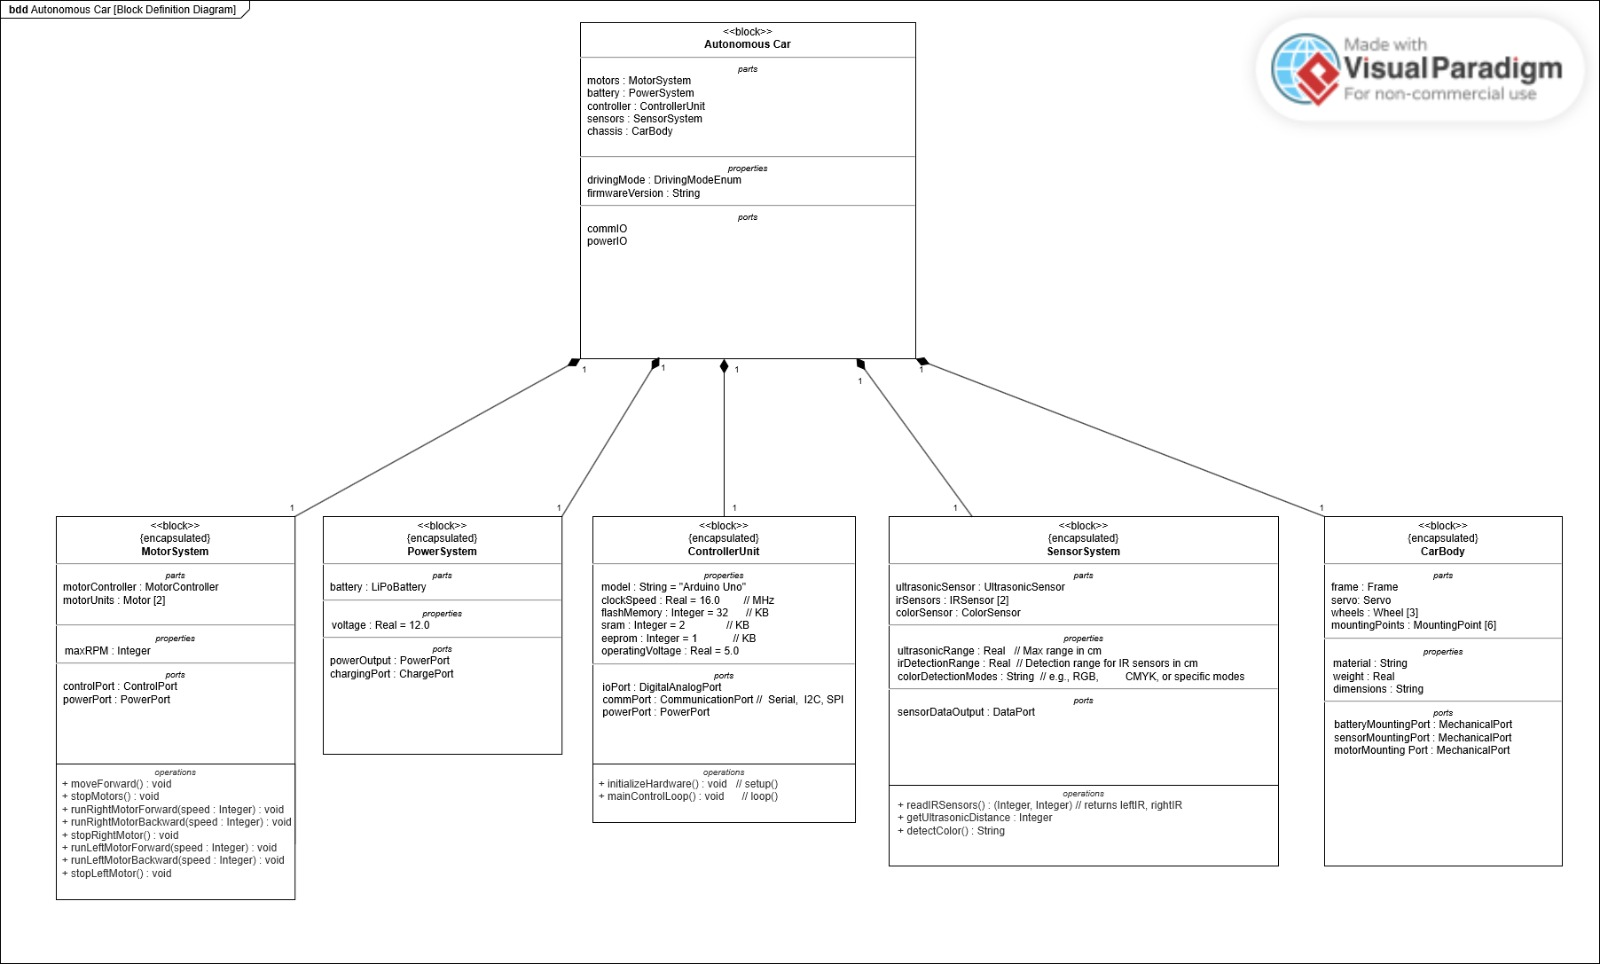 bdd Autonomous Car [Block Definition Diagram]
Made with
Visual Paradigm
For non-commercial use
<<block>>
Autonomous Car
parts
motors : MotorSystem
battery : PowerSystem
controller : ControllerUnit
sensors : SensorSystem
chassis : CarBody
properties
drivingMode : DrivingModeEnum
firmwareVersion : String
ports
commIO
powerIO
1
1
1
1
1
1
1
1
1
1
<<block>>
{encapsulated}
MotorSystem
parts
motorController : MotorController
motorUnits : Motor [2]
properties
maxRPM : Integer
ports
controlPort : ControlPort
powerPort : PowerPort
operations
+ moveForward() : void
+ stopMotors() : void
+ runRightMotorForward(speed : Integer) : void
+ runRightMotorBackward(speed : Integer) : void
+ stopRightMotor() : void
+ runLeftMotorForward(speed : Integer) : void
+ runLeftMotorBackward(speed : Integer) : void
+ stopLeftMotor() : void
<<block>>
{encapsulated}
PowerSystem
parts
battery : LiPoBattery
properties
voltage : Real = 12.0
ports
powerOutput : PowerPort
chargingPort : ChargePort
<<block>>
{encapsulated}
ControllerUnit
properties
model : String = "Arduino Uno"
clockSpeed : Real = 16.0 // MHz
flashMemory : Integer = 32 // KB
sram : Integer = 2 // KB
eeprom : Integer = 1 // KB
operatingVoltage : Real = 5.0
ports
ioPort : DigitalAnalogPort
commPort : CommunicationPort // Serial, I2C, SPI
powerPort : PowerPort
operations
+ initializeHardware() : void // setup()
+ mainControlLoop() : void // loop()
<<block>>
{encapsulated}
SensorSystem
parts
ultrasonicSensor : UltrasonicSensor
irSensors : IRSensor [2]
colorSensor : ColorSensor
properties
ultrasonicRange : Real // Max range in cm
irDetectionRange : Real // Detection range for IR sensors in cm
colorDetectionModes : String // e.g., RGB, CMYK, or specific modes
ports
sensorDataOutput : DataPort
operations
+ readIRSensors() : (Integer, Integer) // returns leftIR, rightIR
+ getUltrasonicDistance : Integer
+ detectColor() : String
<<block>>
{encapsulated}
CarBody
parts
frame : Frame
servo: Servo
wheels : Wheel [3]
mountingPoints : MountingPoint [6]
properties
material : String
weight : Real
dimensions : String
ports
batteryMountingPort : MechanicalPort
sensorMountingPort : MechanicalPort
motorMounting Port : MechanicalPort